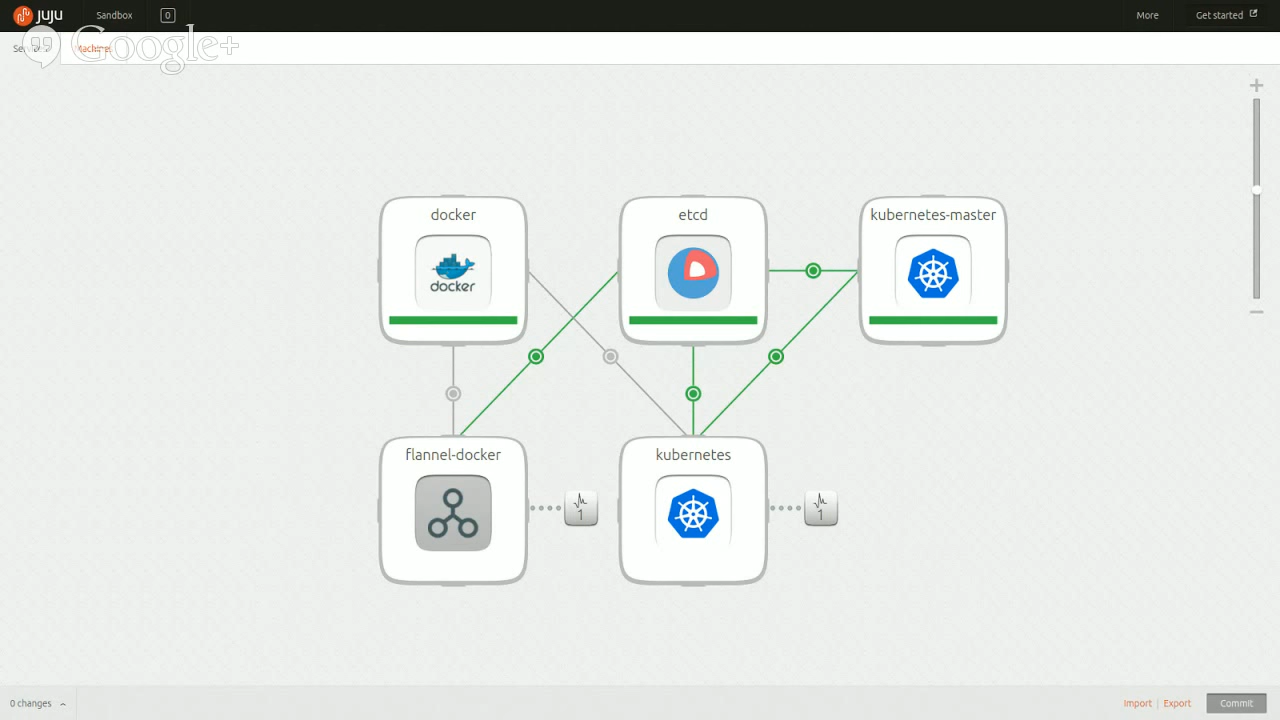 juju
Sandbox
0
More
Get started
Google+
Machines
docker
etcd
kubernetes-master
docker
flannel-docker
kubernetes
1
1
0 changes
Import
Export
Commit